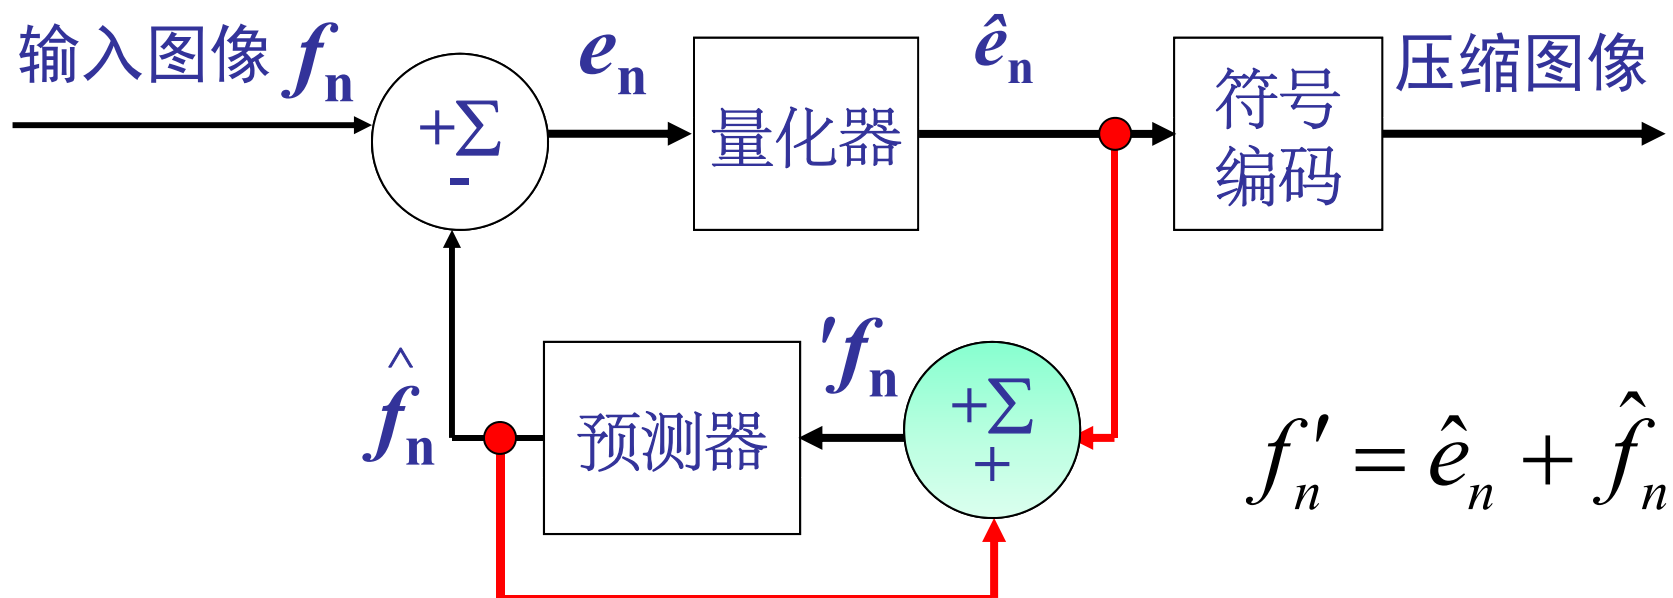 输入图像 fn
en
ên
压缩图像
+Σ
-
量化器
符号
编码
f̂n
预测器
'fn
+Σ
+
f'n = ên + f̂n